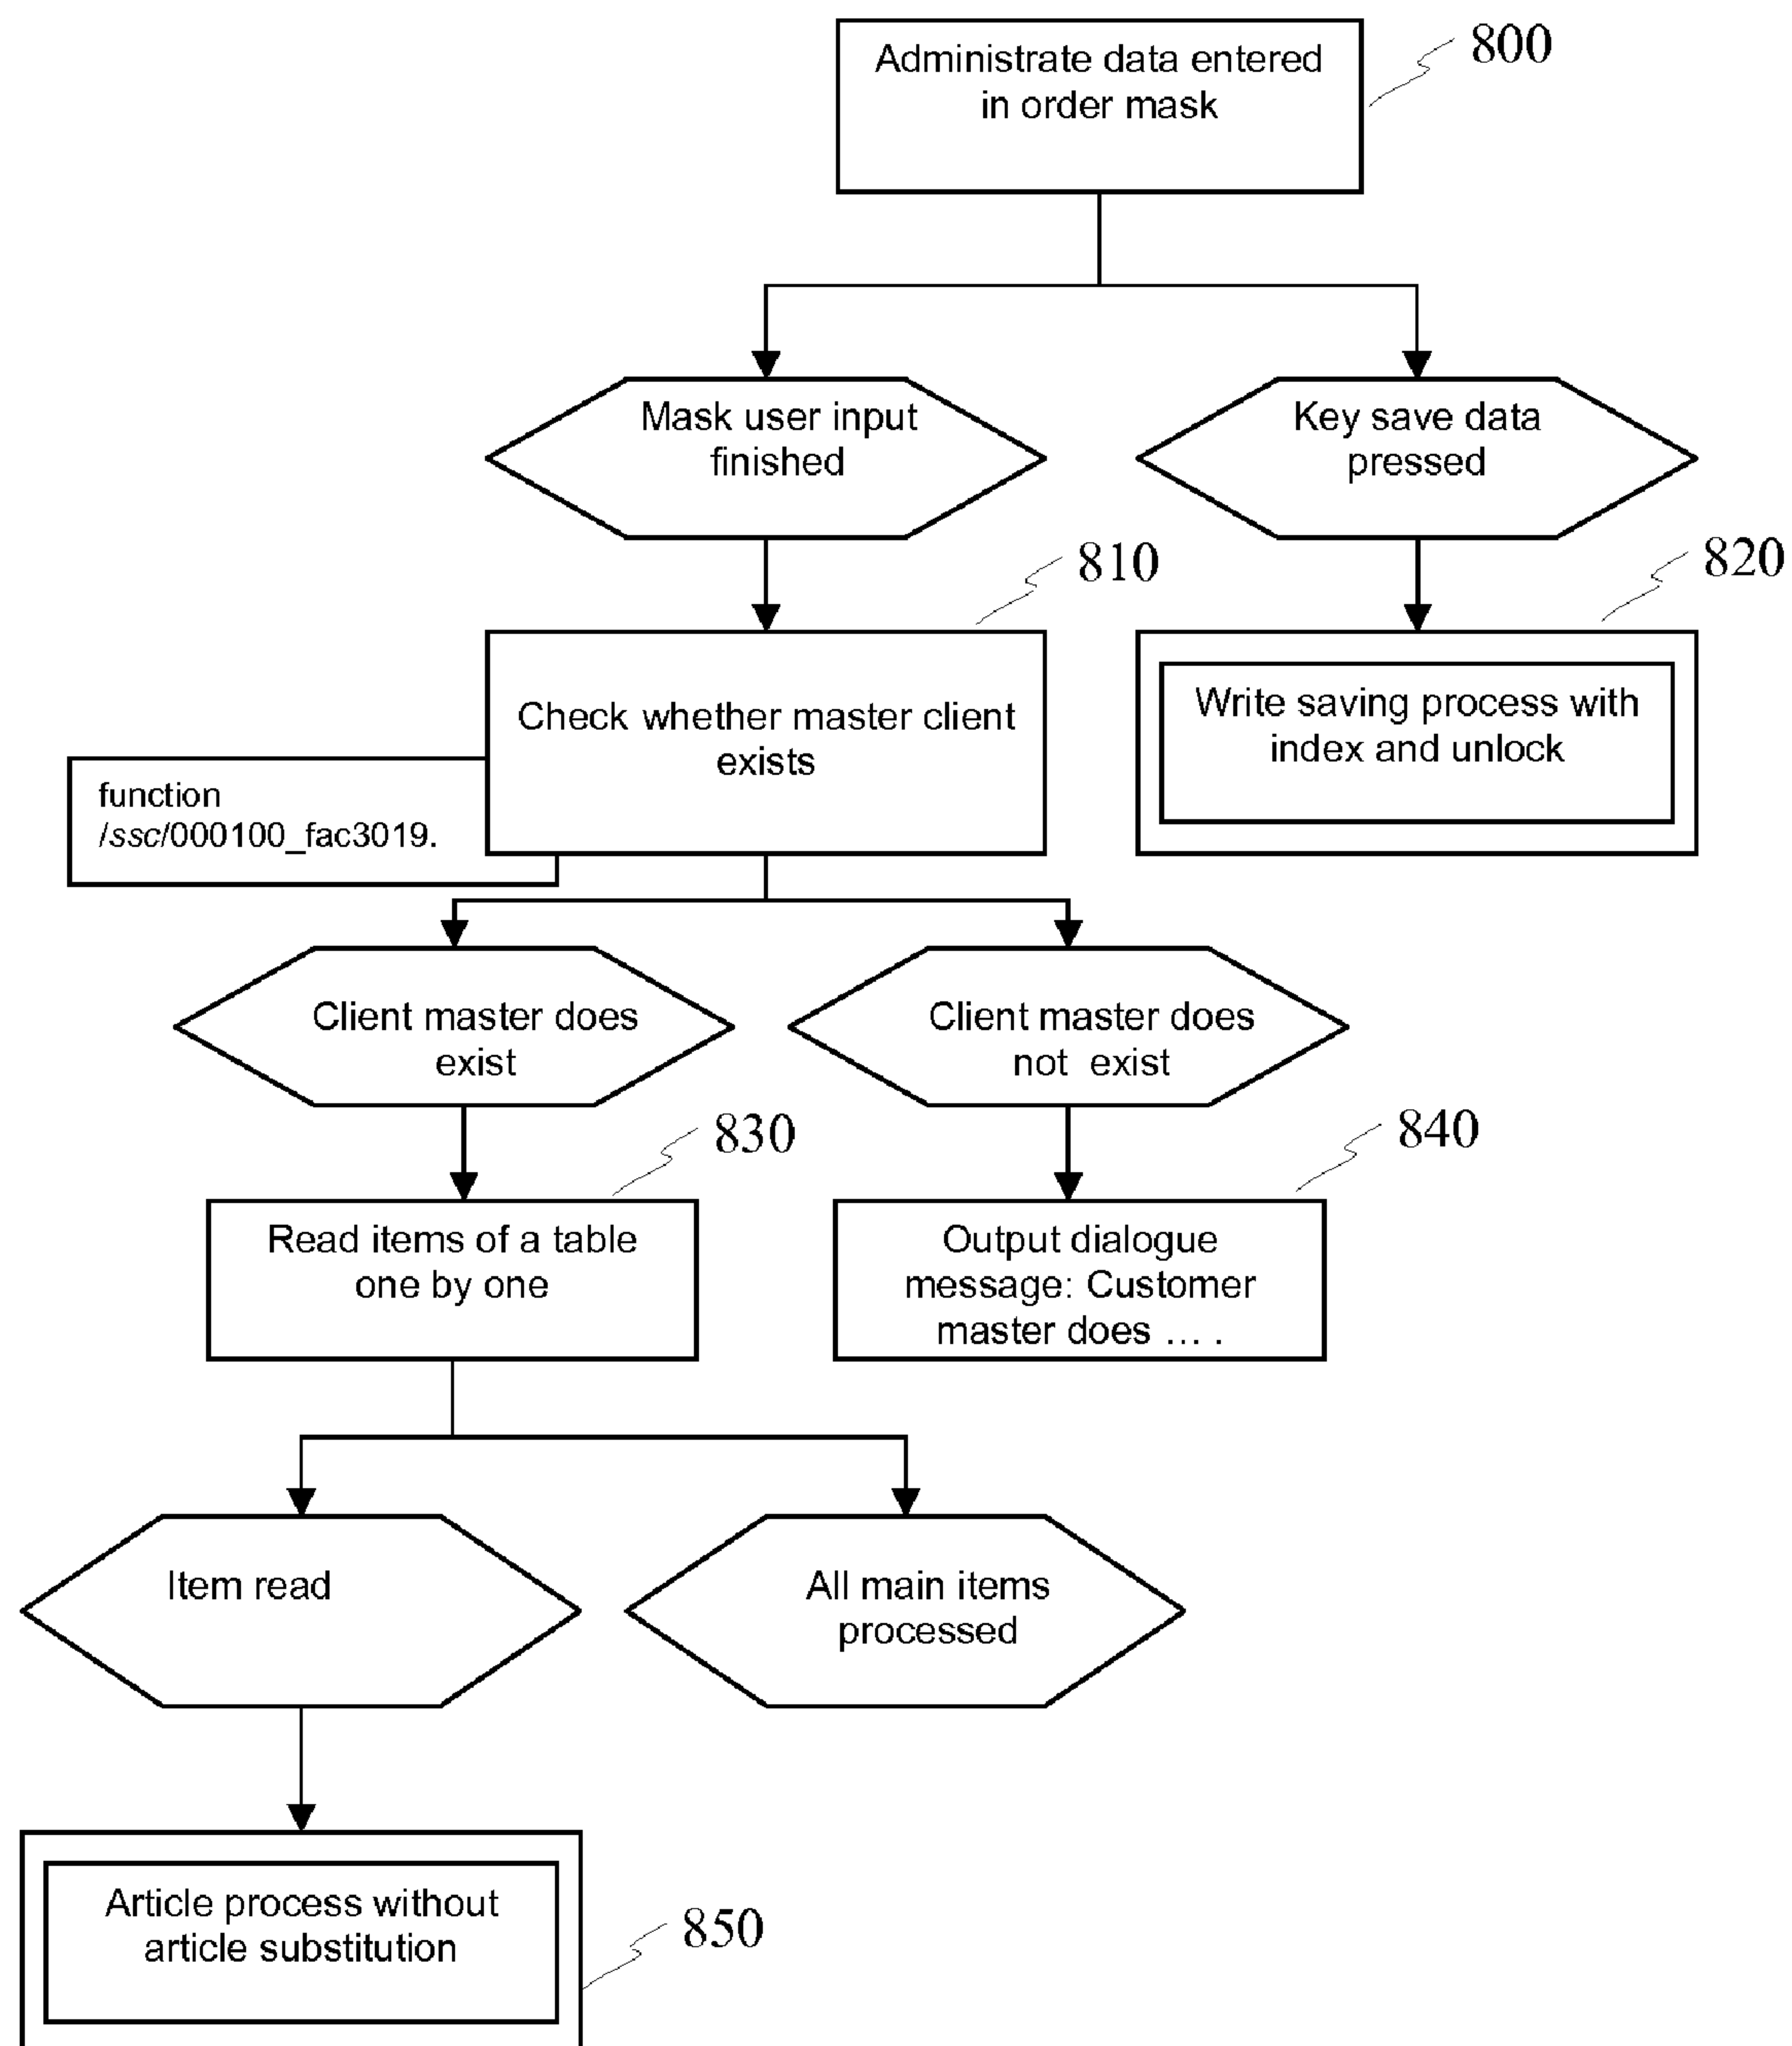 Administrate data entered
in order mask
800
Mask user input
finished
Key save data
pressed
810
820
Check whether master client
exists
Write saving process with
index and unlock
function
/ssc/000100_fac3019.
Client master does
exist
Client master does
not exist
830
840
Read items of a table
one by one
Output dialogue
message: Customer
master does ... .
Item read
All main items
processed
Article process without
article substitution
850